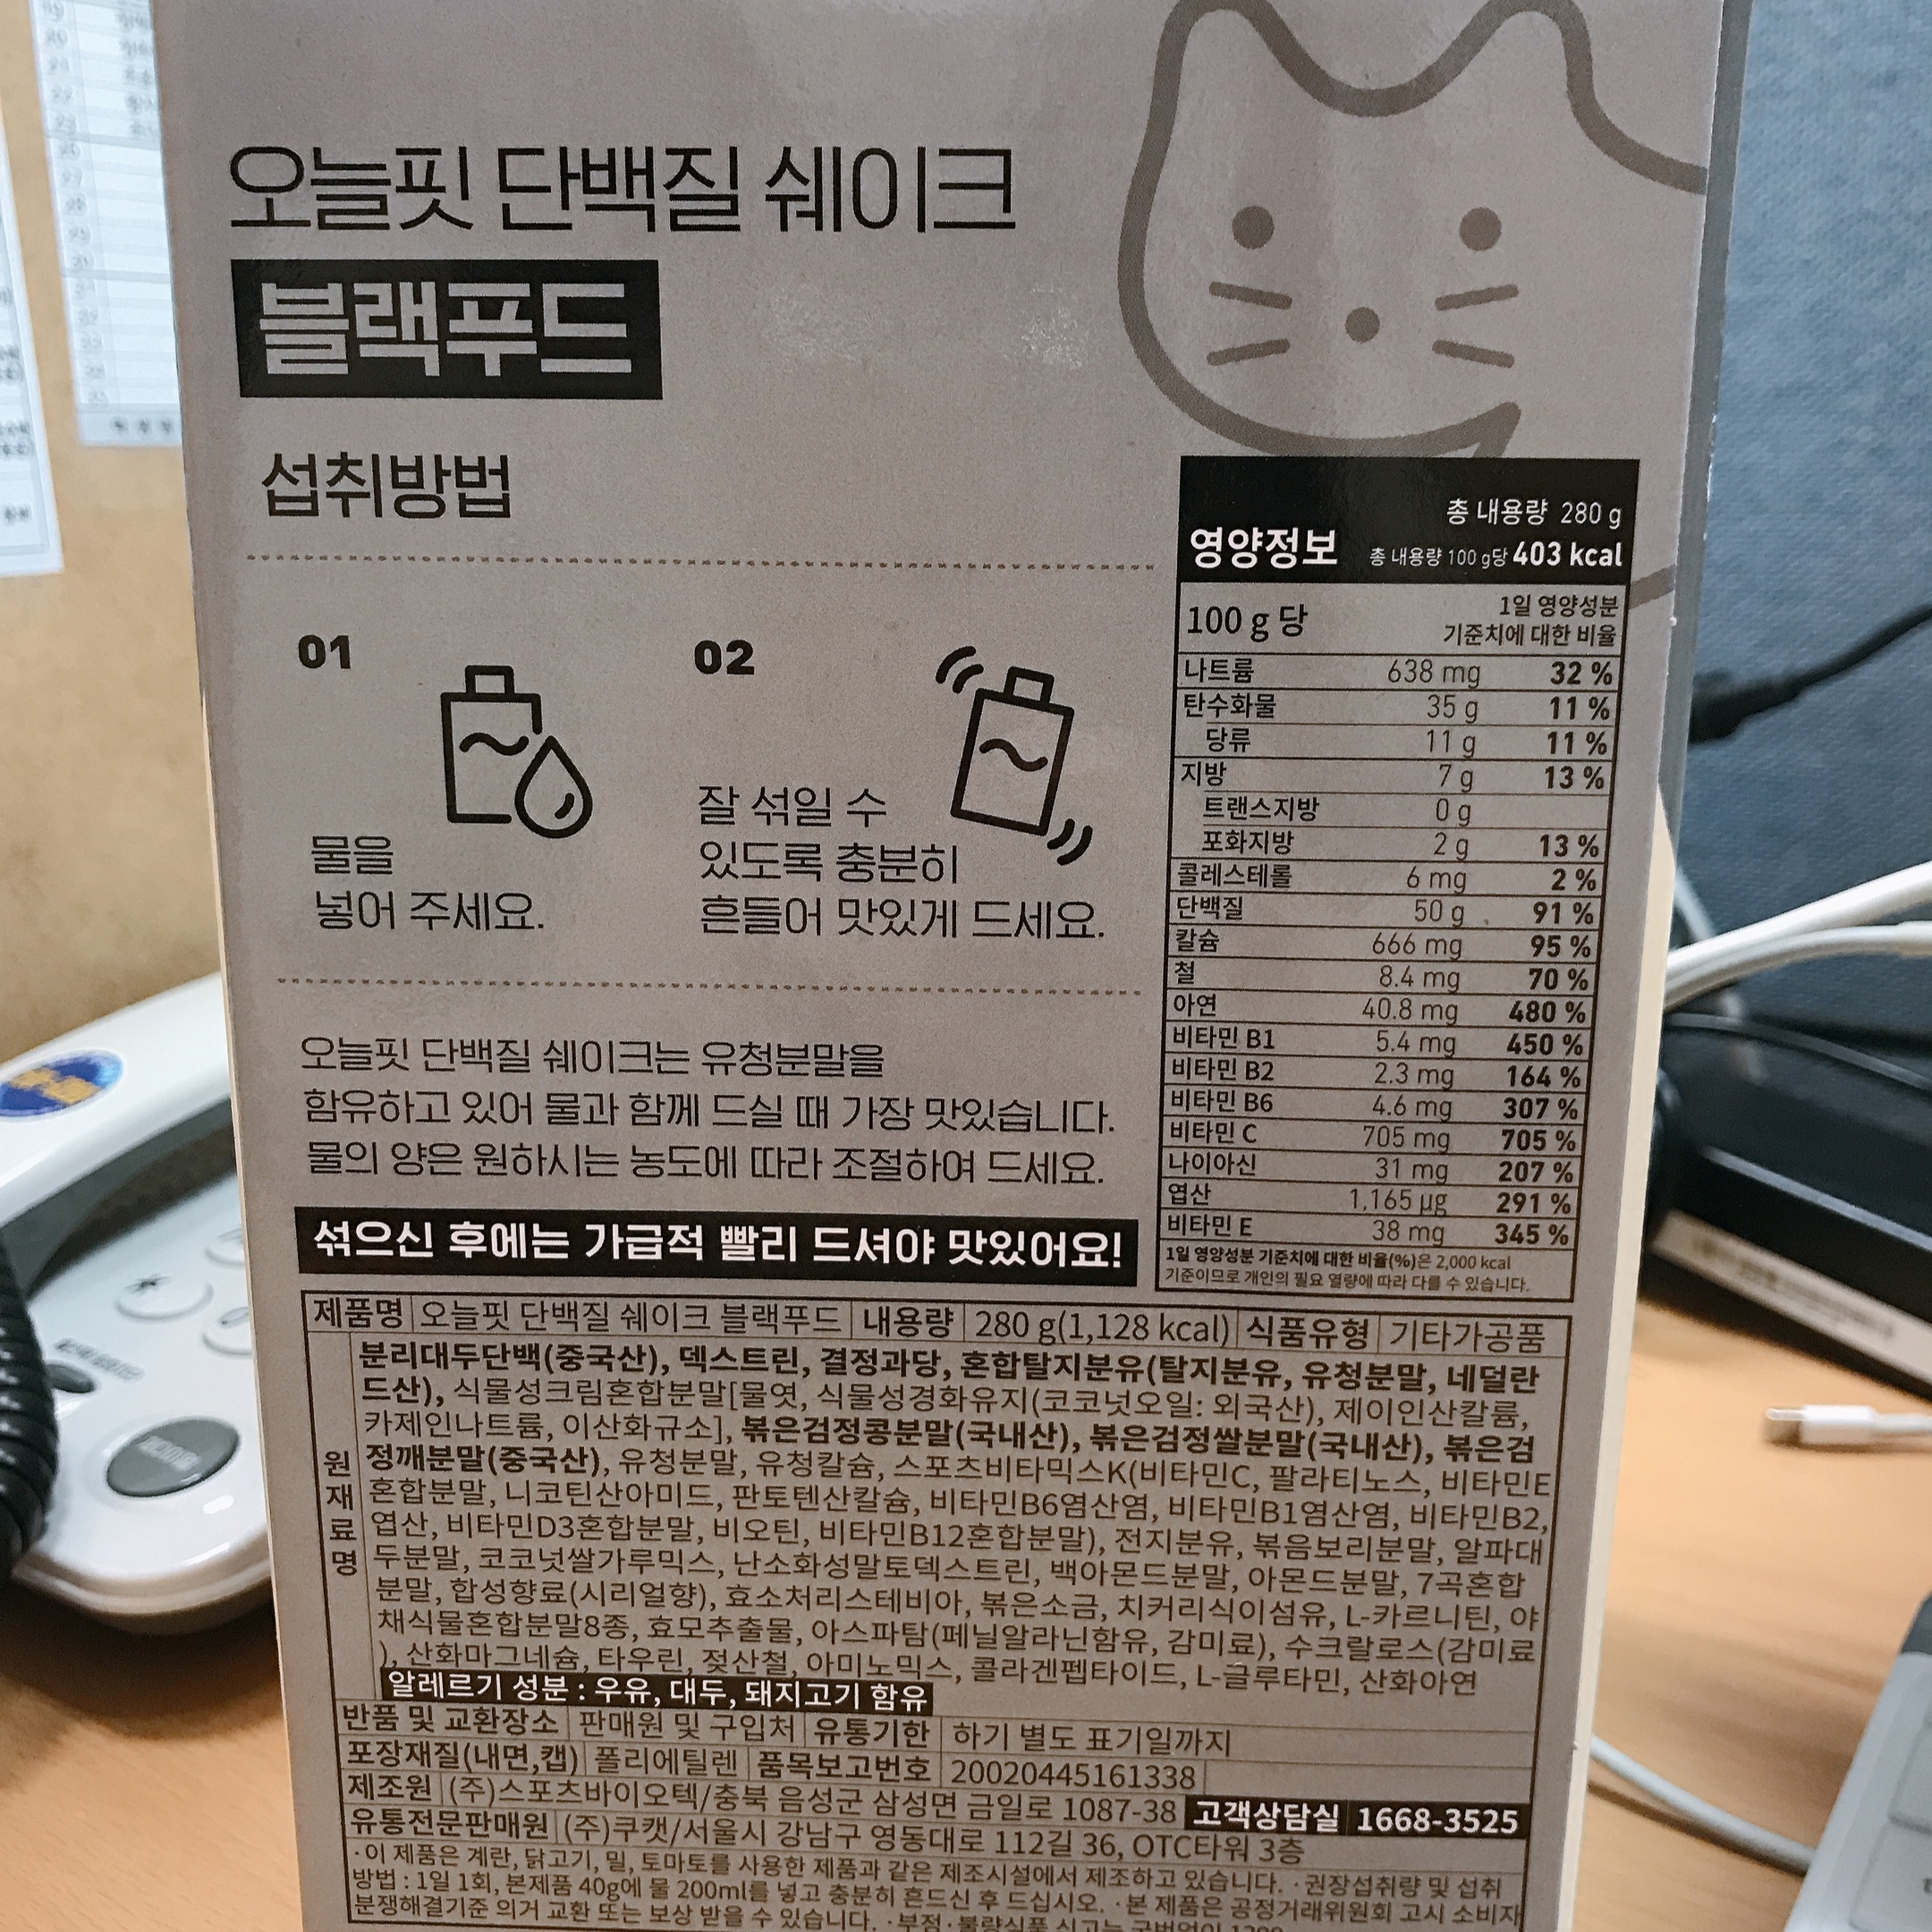 오늘핏 단백질 쉐이크
블랙푸드
섭취방법
01
물을
넣어 주세요.
02
잘 섞일 수
있도록 충분히
흔들어 맛있게 드세요.
오늘핏 단백질 쉐이크는 유청분말을
함유하고 있어 물과 함께 드실 때 가장 맛있습니다.
물의 양은 원하시는 농도에 따라 조절하여 드세요.
섞으신 후에는 가급적 빨리 드셔야 맛있어요!
총 내용량 280 g
영양정보 총 내용량 100 g당 403 kcal
100 g 당 1일 영양성분
기준치에 대한 비율
나트륨 638 mg 32 %
탄수화물 35 g 11 %
당류 11 g 11 %
지방 7 g 13 %
트랜스지방 0 g
포화지방 2 g 13 %
콜레스테롤 6 mg 2 %
단백질 50 g 91 %
칼슘 666 mg 95 %
철 8.4 mg 70 %
아연 40.8 mg 480 %
비타민 B1 5.4 mg 450 %
비타민 B2 2.3 mg 164 %
비타민 B6 4.6 mg 307 %
비타민 C 705 mg 705 %
나이아신 31 mg 207 %
엽산 1,165 µg 291 %
비타민 E 38 mg 345 %
1일 영양성분 기준치에 대한 비율(%)은 2,000 kcal
기준이므로 개인의 필요 열량에 따라 다를 수 있습니다.
제품명 오늘핏 단백질 쉐이크 블랙푸드 내용량 280 g(1,128 kcal) 식품유형 기타가공품
원재료명
분리대두단백(중국산), 덱스트린, 결정과당, 혼합탈지분유(탈지분유, 유청분말, 네덜란
드산), 식물성크림혼합분말[물엿, 식물성경화유지(코코넛오일: 외국산), 제이인산칼륨,
카제인나트륨, 이산화규소], 볶은검정콩분말(국내산), 볶은검정쌀분말(국내산), 볶은검
정깨분말(중국산), 유청분말, 유청칼슘, 스포츠비타믹스K(비타민C, 팔라티노스, 비타민E
혼합분말, 니코틴산아미드, 판토텐산칼슘, 비타민B6염산염, 비타민B1염산염, 비타민B2,
엽산, 비타민D3혼합분말, 비오틴, 비타민B12혼합분말), 전지분유, 볶음보리분말, 알파대
두분말, 코코넛쌀가루믹스, 난소화성말토덱스트린, 백아몬드분말, 아몬드분말, 7곡혼합
분말, 합성향료(시리얼향), 효소처리스테비아, 볶은소금, 치커리식이섬유, L-카르니틴, 야
채식물혼합분말8종, 효모추출물, 아스파탐(페닐알라닌함유, 감미료), 수크랄로스(감미료
), 산화마그네슘, 타우린, 젖산철, 아미노믹스, 콜라겐펩타이드, L-글루타민, 산화아연
알레르기 성분 : 우유, 대두, 돼지고기 함유
반품 및 교환장소 판매원 및 구입처 유통기한 하기 별도 표기일까지
포장재질(내면,캡) 폴리에틸렌 품목보고번호 20020445161338
제조원 (주)스포츠바이오텍/충북 음성군 삼성면 금일로 1087-38 고객상담실 1668-3525
유통전문판매원 (주)쿠캣/서울시 강남구 영동대로 112길 36, OTC타워 3층
·이 제품은 계란, 닭고기, 밀, 토마토를 사용한 제품과 같은 제조시설에서 제조하고 있습니다. ·권장섭취량 및 섭취
방법 : 1일 1회, 본제품 40g에 물 200ml를 넣고 충분히 흔드신 후 드십시오. ·본 제품은 공정거래위원회 고시 소비자
분쟁해결기준 의거 교환 또는 보상 받을 수 있습니다. ·부정·불량식품 신고는 국번없이 1399